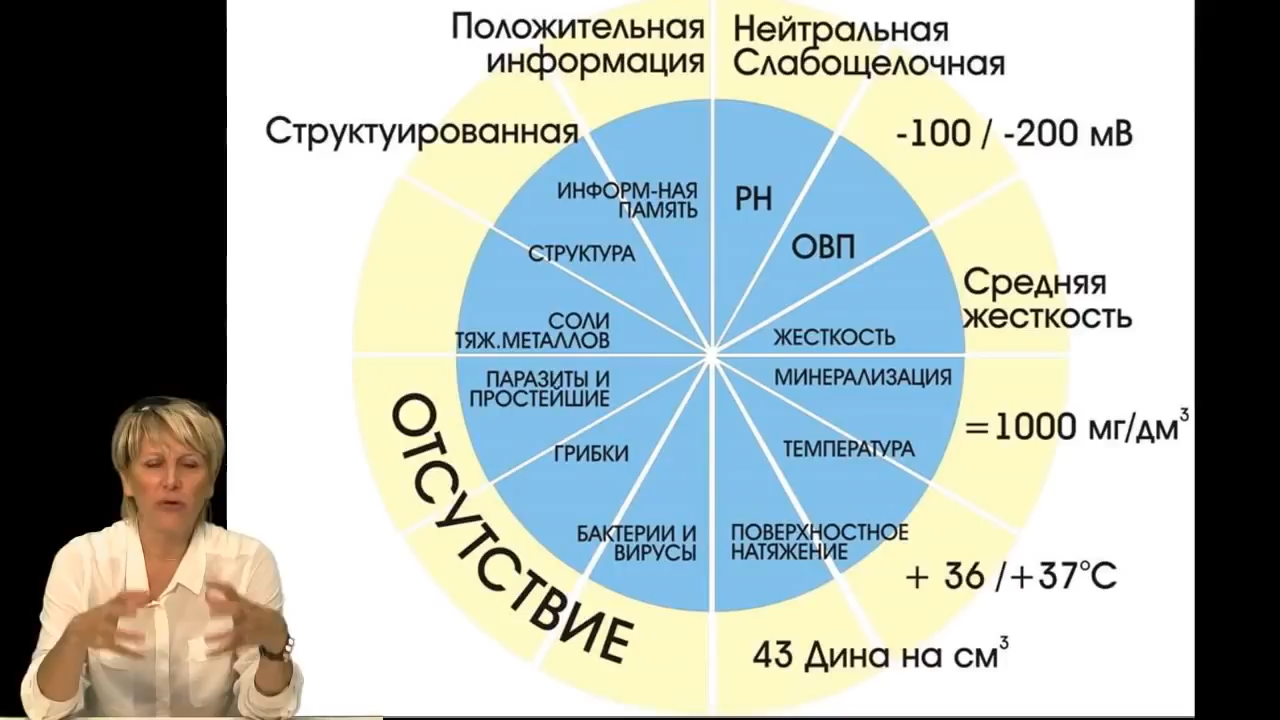 Положительная
информация
Нейтральная
Слабощелочная
Структуированная
-100 / -200 мВ
ИНФОРМ-НАЯ
ПАМЯТЬ
РН
ОВП
СТРУКТУРА
Средняя
жесткость
СОЛИ
ТЯЖ.МЕТАЛЛОВ
ЖЕСТКОСТЬ
ПАРАЗИТЫ И
ПРОСТЕЙШИЕ
МИНЕРАЛИЗАЦИЯ
=1000 мг/дм³
ГРИБКИ
ТЕМПЕРАТУРА
ОТСУТСТВИЕ
БАКТЕРИИ И
ВИРУСЫ
ПОВЕРХНОСТНОЕ
НАТЯЖЕНИЕ
+ 36 /+37°С
43 Дина на см³